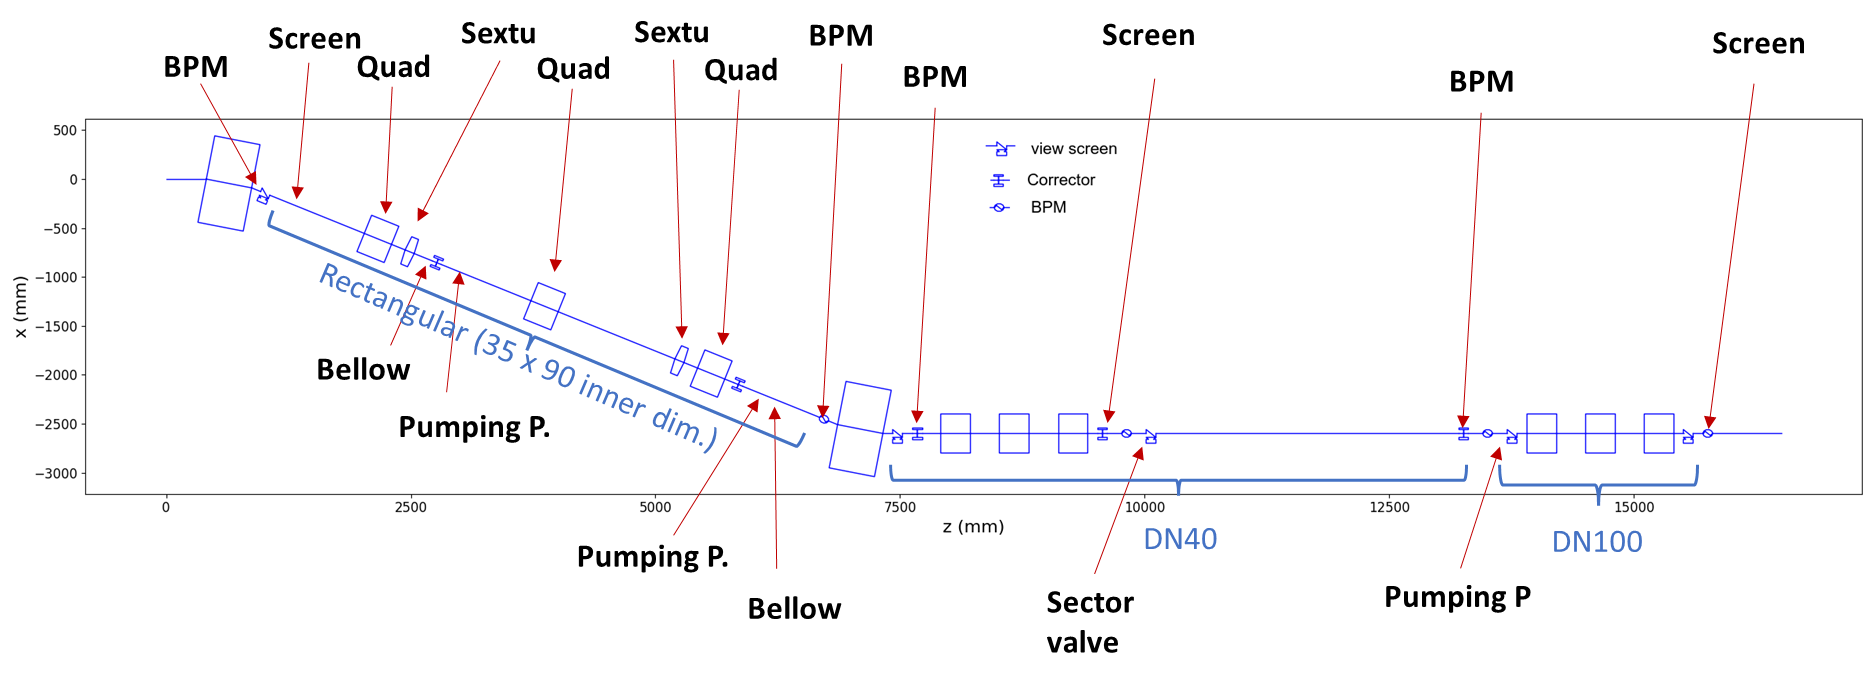 Screen
Sextu
Sextu
BPM
Screen
Screen
BPM
Quad
Quad
Quad
BPM
BPM
500
0
−500
−1000
−1500
−2000
−2500
−3000
x (mm)
view screen
Corrector
BPM
Rectangular (35 x 90 inner dim.)
Bellow
Pumping P.
0
2500
5000
7500
10000
12500
15000
z (mm)
DN40
DN100
Pumping P.
Bellow
Sector
valve
Pumping P